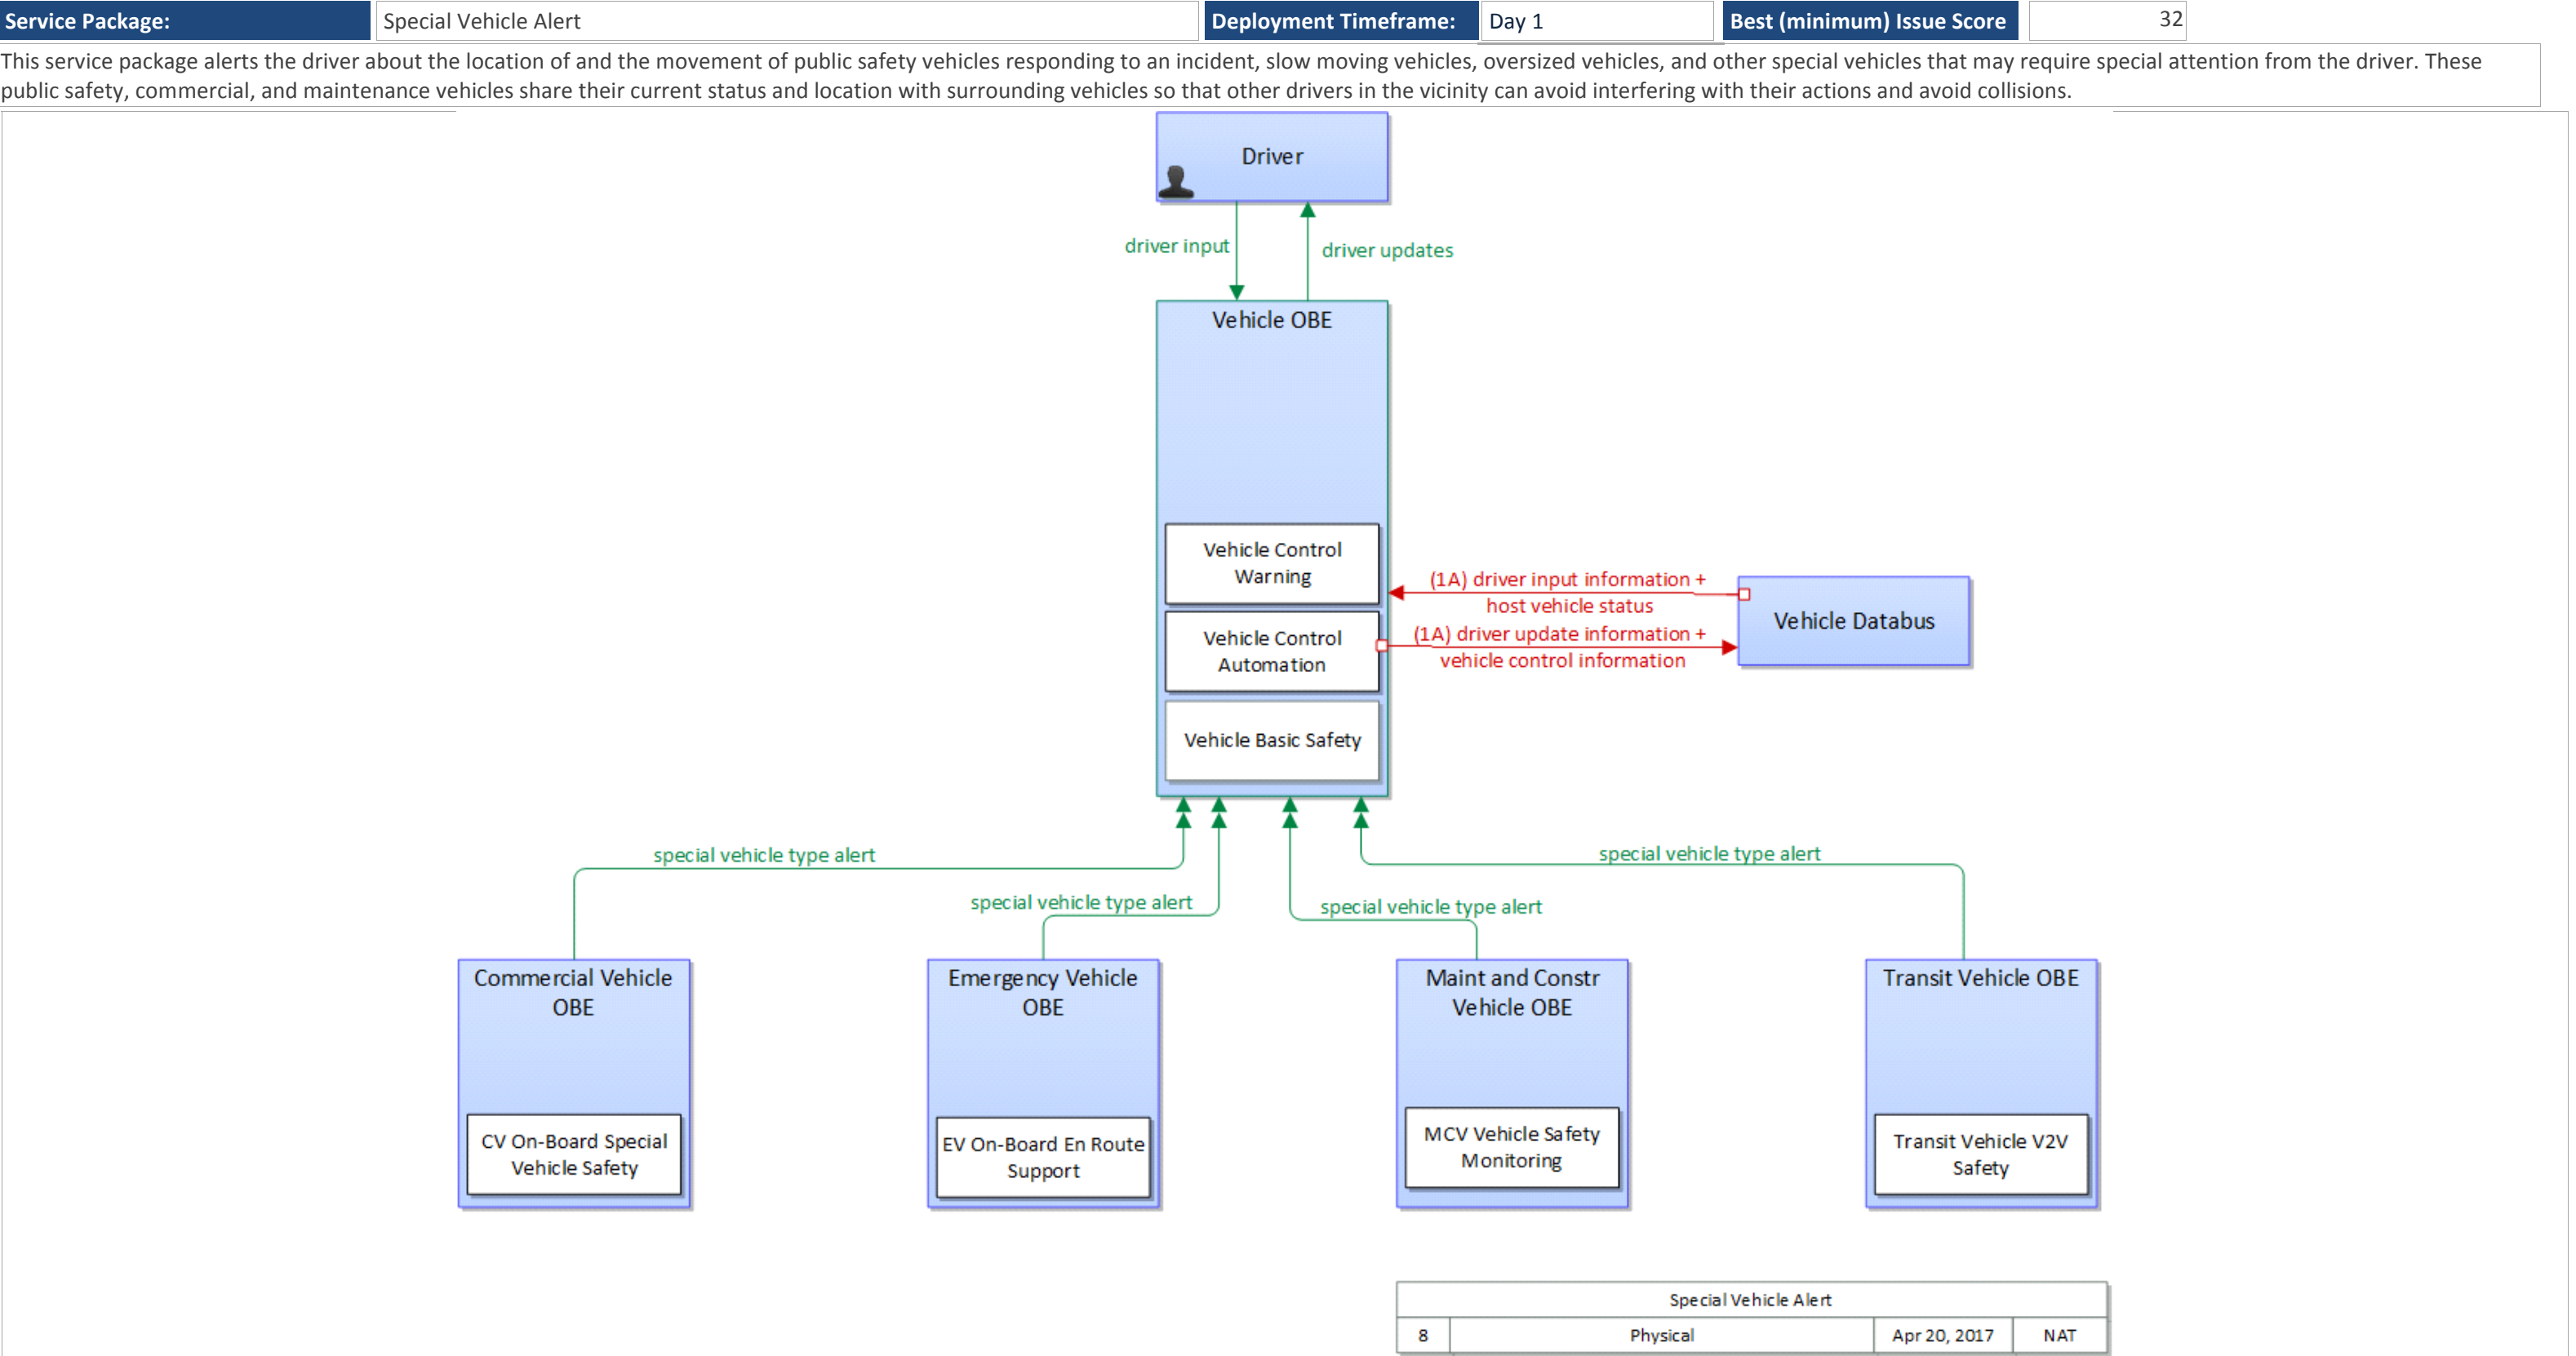 Service Package: Special Vehicle Alert Deployment Timeframe: Day 1 Best (minimum) Issue Score 32
This service package alerts the driver about the location of and the movement of public safety vehicles responding to an incident, slow moving vehicles, oversized vehicles, and other special vehicles that may require special attention from the driver. These
public safety, commercial, and maintenance vehicles share their current status and location with surrounding vehicles so that other drivers in the vicinity can avoid interfering with their actions and avoid collisions.
Driver
driver input
driver updates
Vehicle OBE
Vehicle Control
Warning
Vehicle Control
Automation
Vehicle Basic Safety
(1A) driver input information +
host vehicle status
(1A) driver update information +
vehicle control information
Vehicle Databus
special vehicle type alert
special vehicle type alert
special vehicle type alert
special vehicle type alert
Commercial Vehicle
OBE
CV On-Board Special
Vehicle Safety
Emergency Vehicle
OBE
EV On-Board En Route
Support
Maint and Constr
Vehicle OBE
MCV Vehicle Safety
Monitoring
Transit Vehicle OBE
Transit Vehicle V2V
Safety
Special Vehicle Alert
8 Physical Apr 20, 2017 NAT